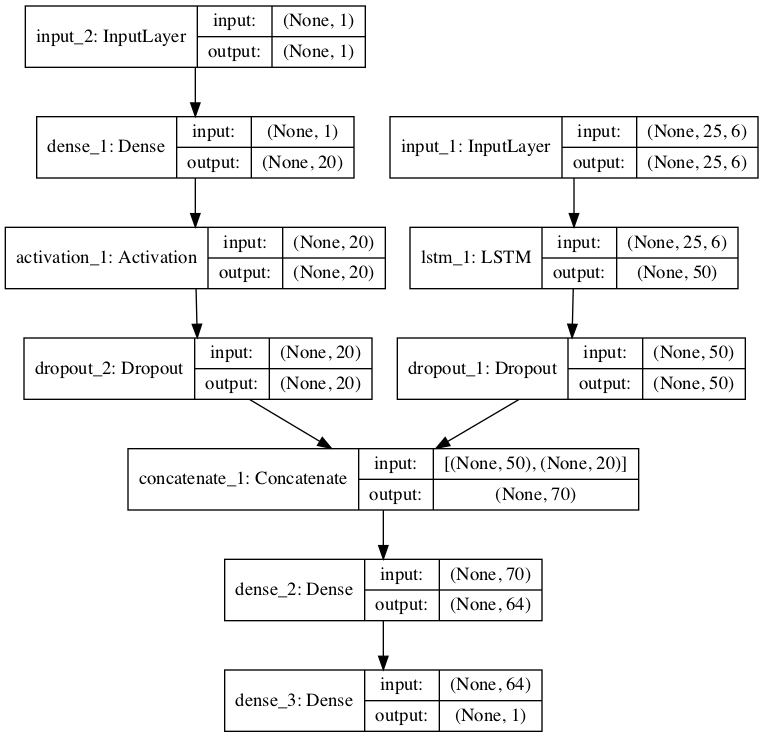 input_2: InputLayer
input: (None, 1)
output: (None, 1)
dense_1: Dense
input: (None, 1)
output: (None, 20)
input_1: InputLayer
input: (None, 25, 6)
output: (None, 25, 6)
activation_1: Activation
input: (None, 20)
output: (None, 20)
lstm_1: LSTM
input: (None, 25, 6)
output: (None, 50)
dropout_2: Dropout
input: (None, 20)
output: (None, 20)
dropout_1: Dropout
input: (None, 50)
output: (None, 50)
concatenate_1: Concatenate
input: [(None, 50), (None, 20)]
output: (None, 70)
dense_2: Dense
input: (None, 70)
output: (None, 64)
dense_3: Dense
input: (None, 64)
output: (None, 1)